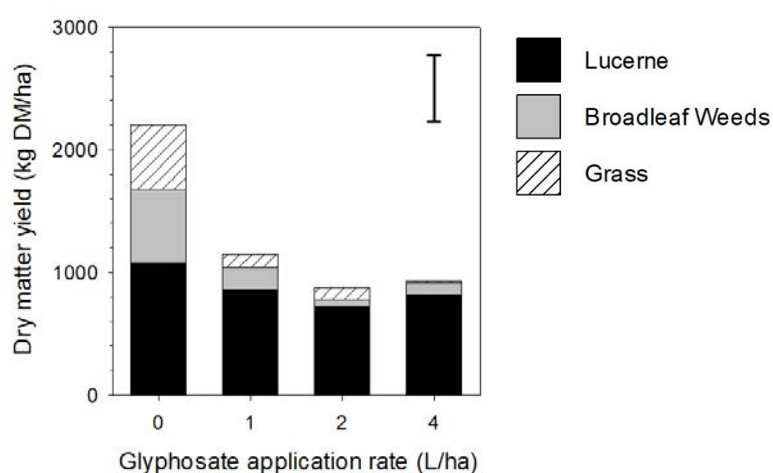 3000
2000
1000
0
Dry matter yield (kg DM/ha)
0 1 2 4
Glyphosate application rate (L/ha)
Lucerne
Broadleaf Weeds
Grass